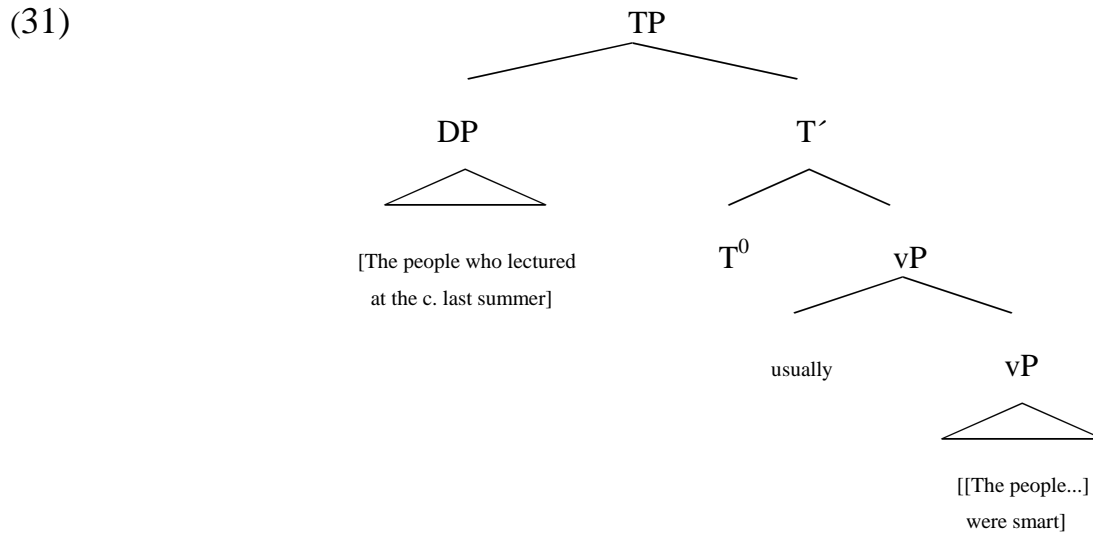 (31) TP
DP T´
[The people who lectured
at the c. last summer]
T⁰ vP
usually vP
[[The people...]
were smart]